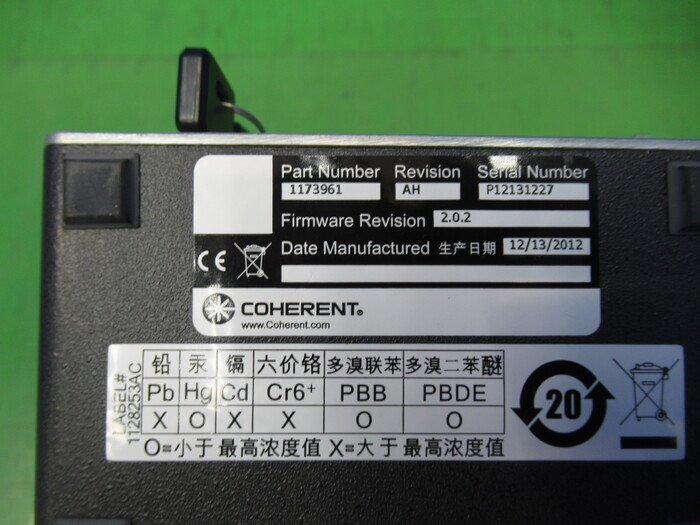 Part Number Revision Serial Number
1173961 AH P12131227
Firmware Revision 2.0.2
Date Manufactured 生产日期 12/13/2012
CE
COHERENT®
www.Coherent.com
LABEL#
1128253AC
铅 汞 镉 六价铬 多溴联苯 多溴二苯醚
Pb Hg Cd Cr6+ PBB PBDE
X O X X O O
O=小于最高浓度值 X=大于最高浓度值
20